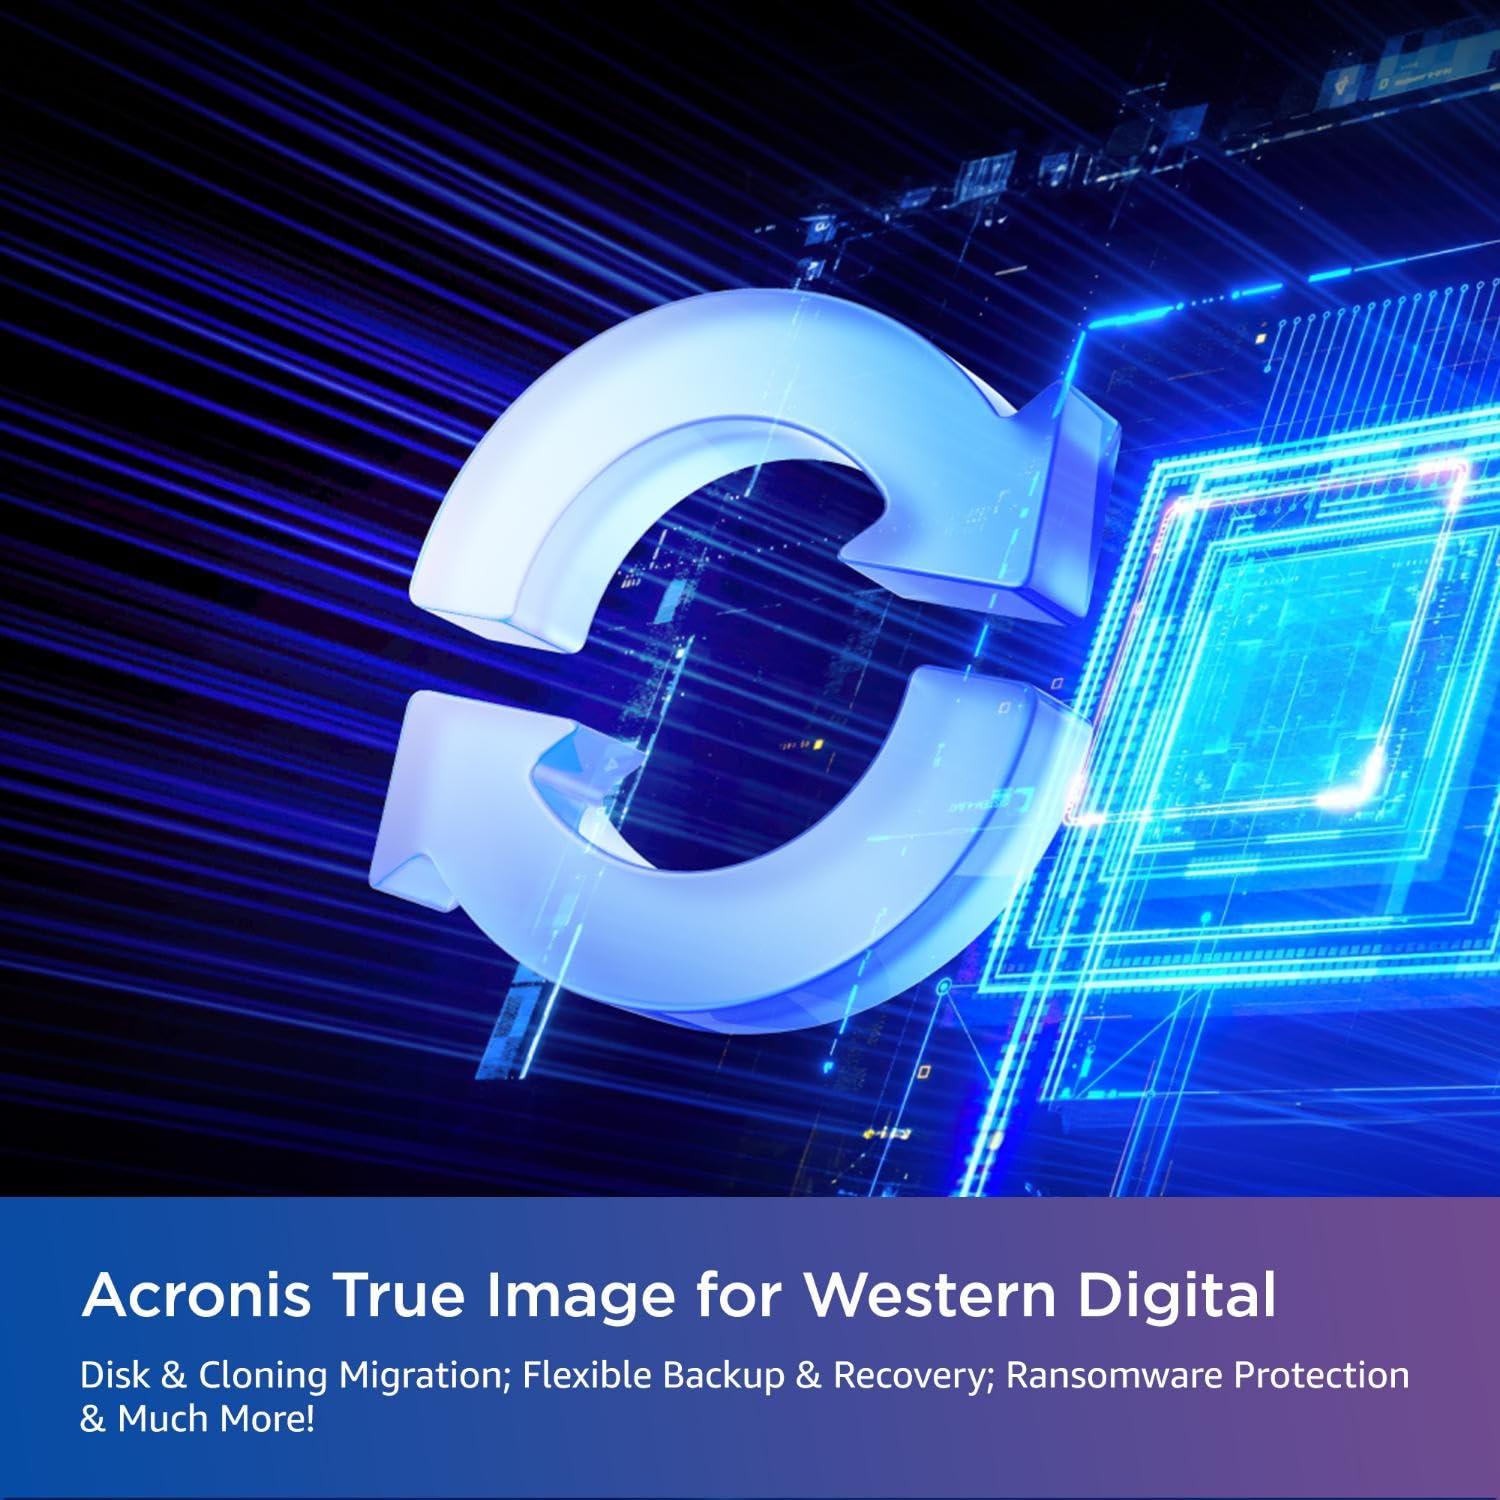 Acronis True Image for Western Digital
Disk & Cloning Migration; Flexible Backup & Recovery; Ransomware Protection
& Much More!